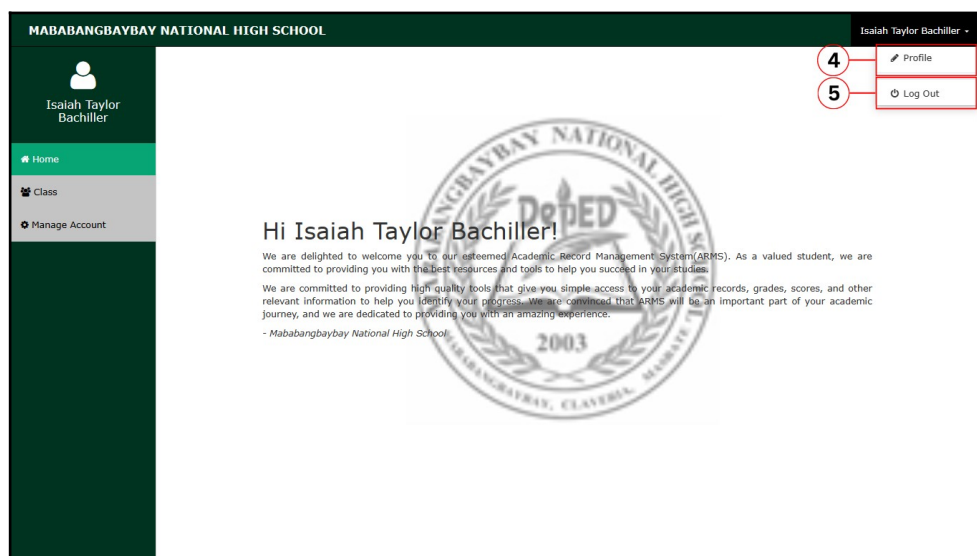 MABABANGBAYBAY NATIONAL HIGH SCHOOL
Isaiah Taylor Bachiller
4
Profile
5
Log Out
Isaiah Taylor
Bachiller
Home
Class
Manage Account
MABABANGBAYBAY NATIONAL HIGH SCHOOL
DepED
2003
MABABANGBAYBAY, CLAVERIA, MASBATE
Hi Isaiah Taylor Bachiller!
We are delighted to welcome you to our esteemed Academic Record Management System(ARMS). As a valued student, we are
committed to providing you with the best resources and tools to help you succeed in your studies.
We are committed to providing high quality tools that give you simple access to your academic records, grades, scores, and other
relevant information to help you identify your progress. We are convinced that ARMS will be an important part of your academic
journey, and we are dedicated to providing you with an amazing experience.
- Mababangbaybay National High School